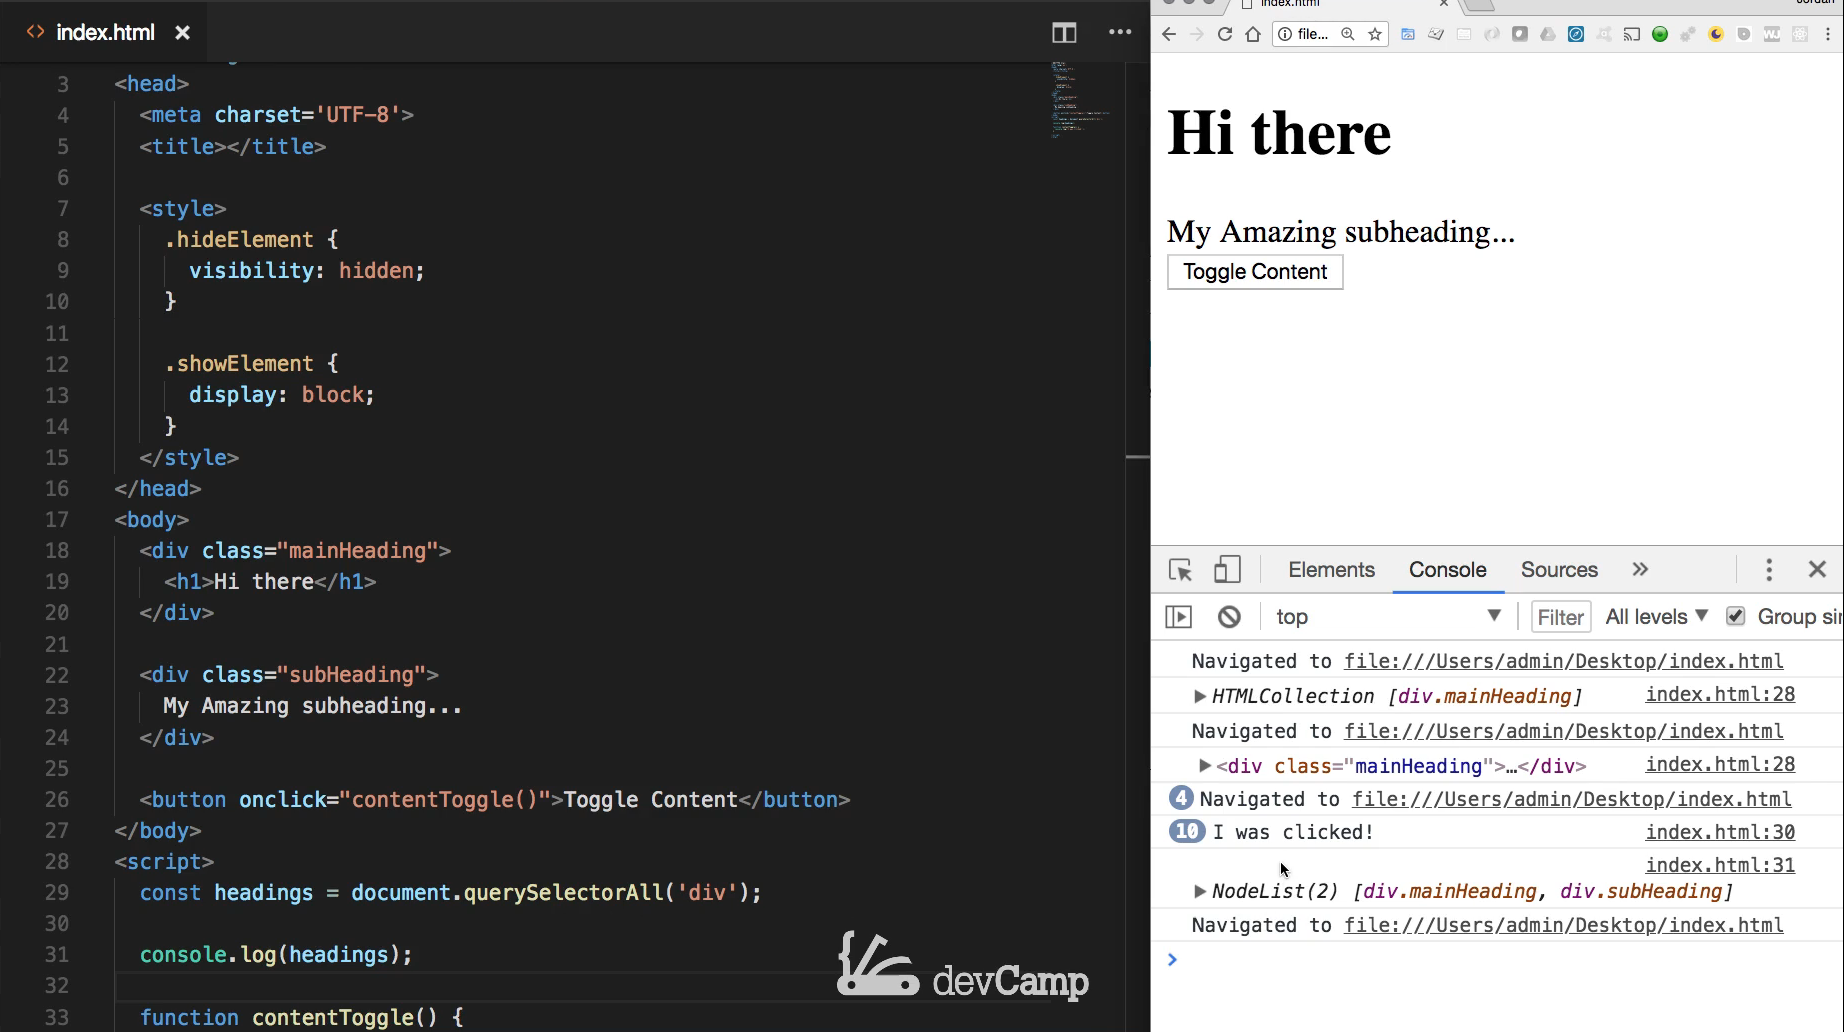 index.html
3 <head>
4 <meta charset='UTF-8'>
5 <title></title>
6
7 <style>
8 .hideElement {
9 visibility: hidden;
10 }
11
12 .showElement {
13 display: block;
14 }
15 </style>
16 </head>
17 <body>
18 <div class="mainHeading">
19 <h1>Hi there</h1>
20 </div>
21
22 <div class="subHeading">
23 My Amazing subheading...
24 </div>
25
26 <button onclick="contentToggle()">Toggle Content</button>
27 </body>
28 <script>
29 const headings = document.querySelectorAll('div');
30
31 console.log(headings);
32
33 function contentToggle() {
devCamp
index.html
Jordan
file...
Hi there
My Amazing subheading...
Toggle Content
Elements Console Sources
top Filter All levels Group sim
Navigated to file:///Users/admin/Desktop/index.html
HTMLCollection [div.mainHeading] index.html:28
Navigated to file:///Users/admin/Desktop/index.html
<div class="mainHeading">…</div> index.html:28
4 Navigated to file:///Users/admin/Desktop/index.html
10 I was clicked! index.html:30
index.html:31
NodeList(2) [div.mainHeading, div.subHeading]
Navigated to file:///Users/admin/Desktop/index.html